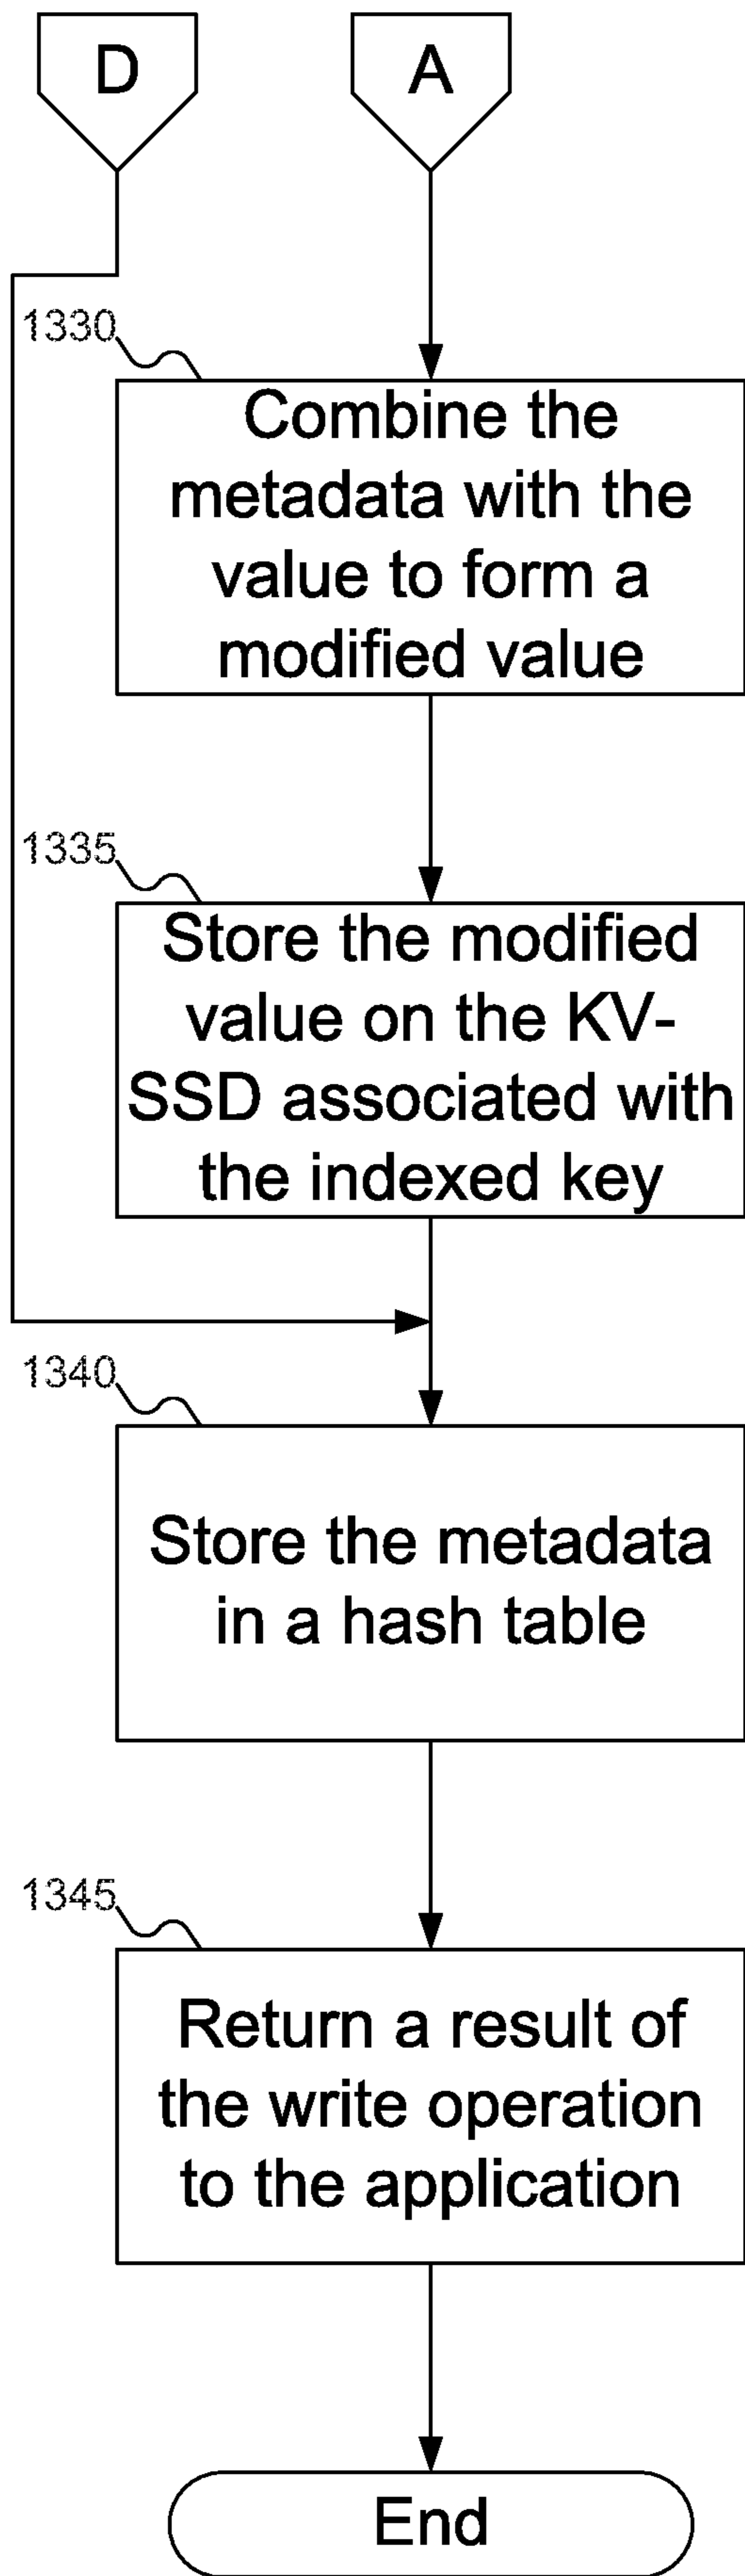 D
A
1330
Combine the
metadata with the
value to form a
modified value
1335
Store the modified
value on the KV-
SSD associated with
the indexed key
1340
Store the metadata
in a hash table
1345
Return a result of
the write operation
to the application
End